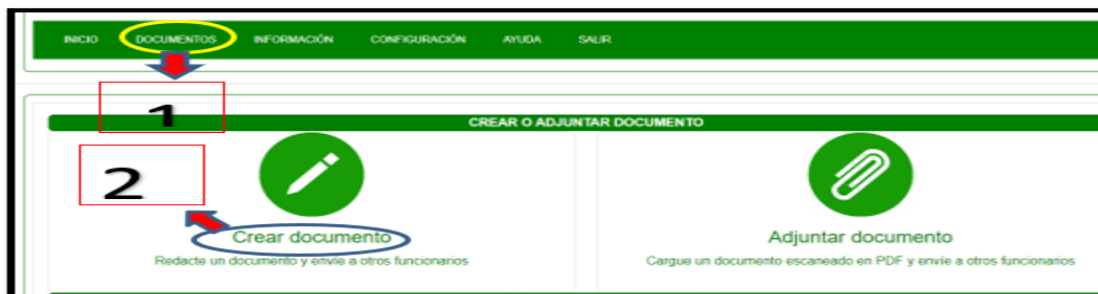 INICIO DOCUMENTOS INFORMACIÓN CONFIGURACIÓN AYUDA SALIR
1
CREAR O ADJUNTAR DOCUMENTO
2
Crear documento
Redacte un documento y envíe a otros funcionarios
Adjuntar documento
Cargue un documento escaneado en PDF y envíe a otros funcionarios